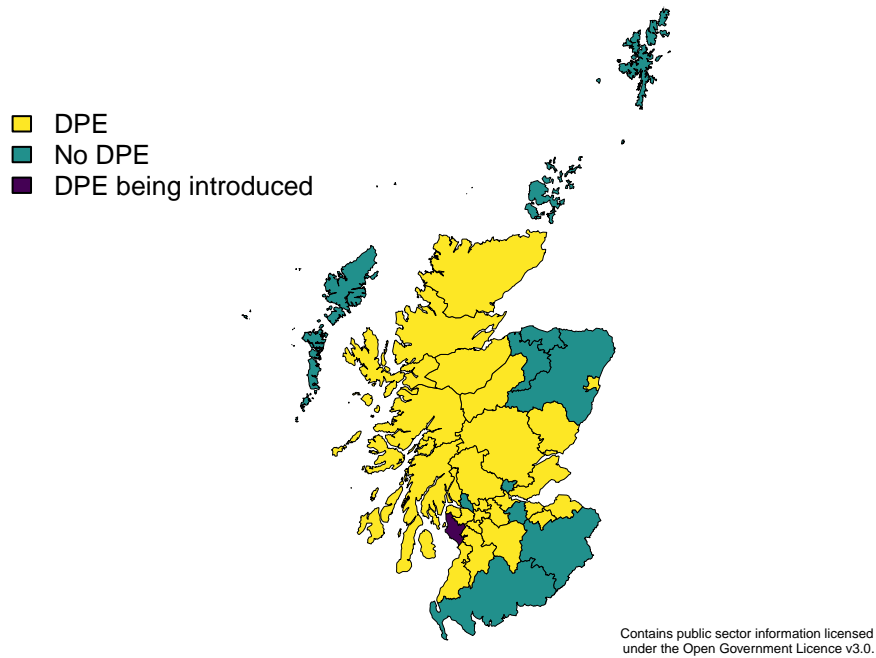 DPE
No DPE
DPE being introduced
Contains public sector information licensed
under the Open Government Licence v3.0.